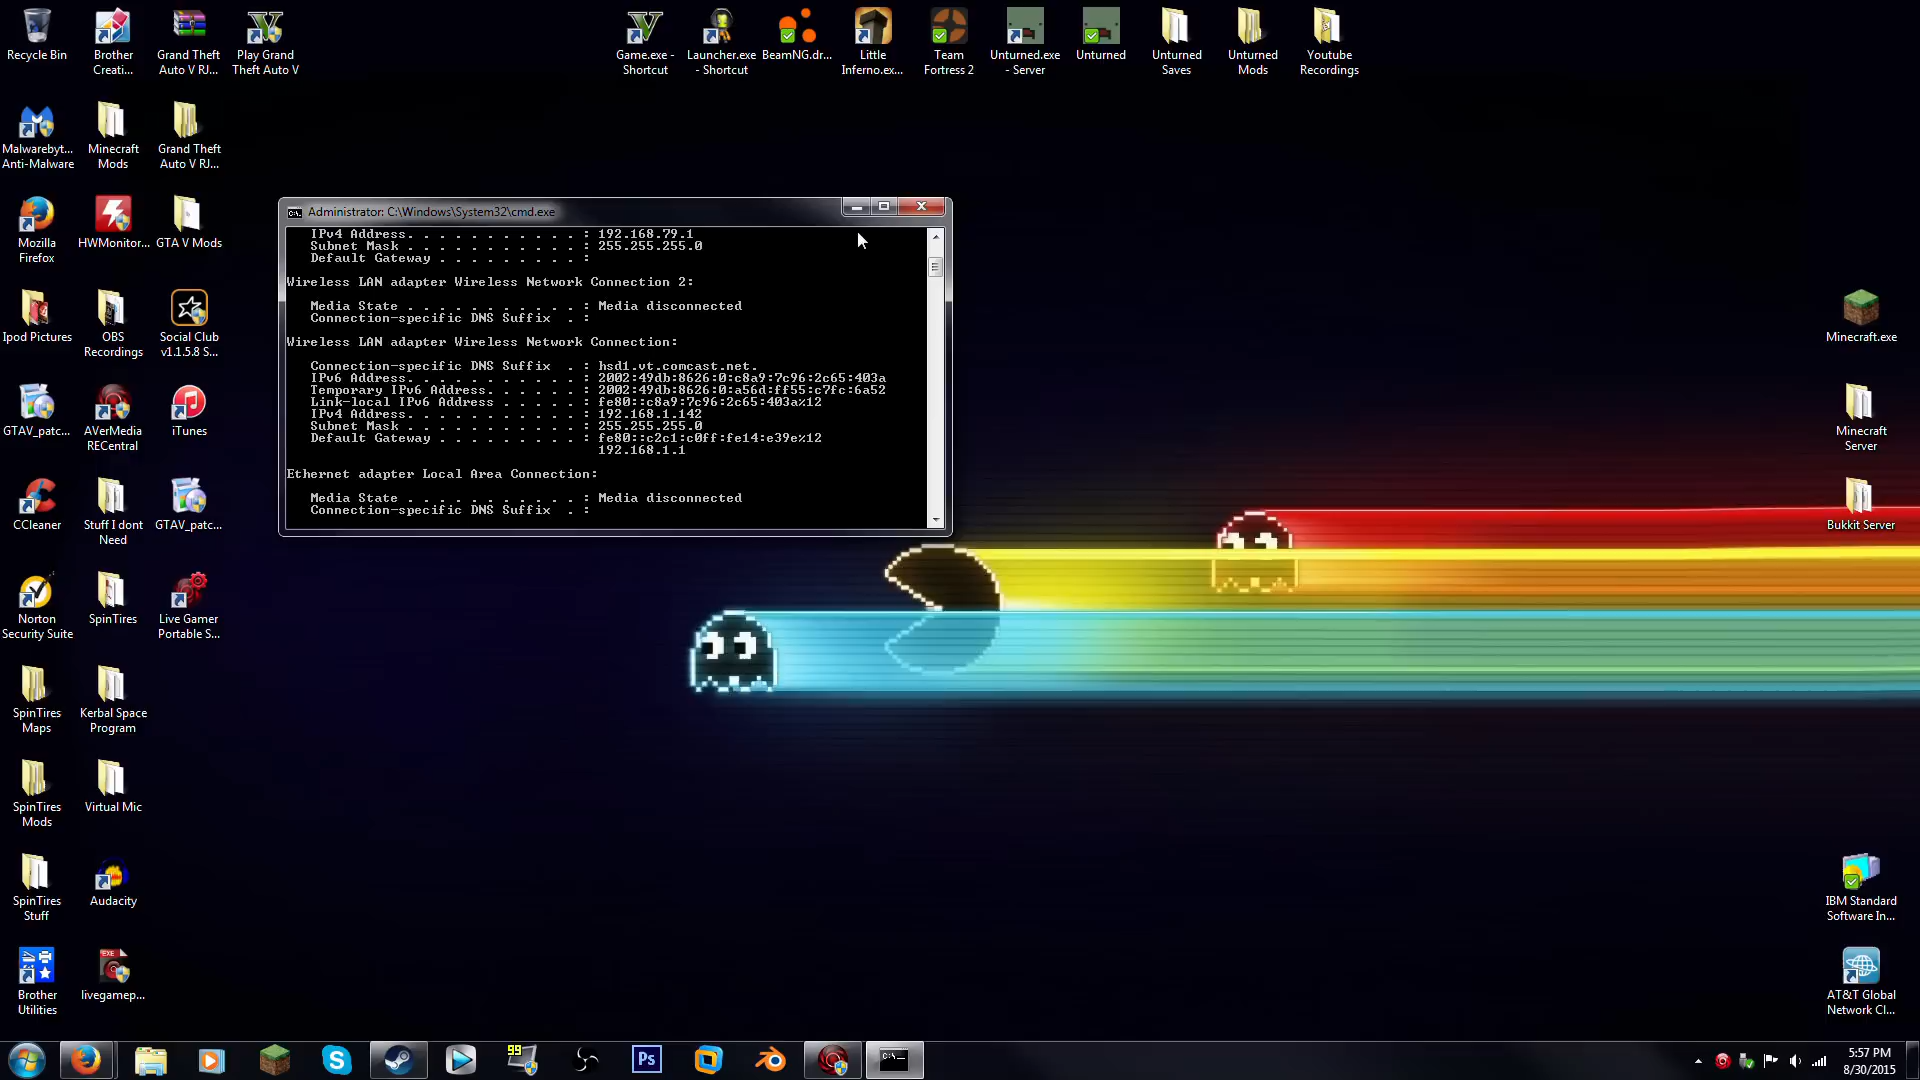 Recycle Bin
Brother
Creati...
Grand Theft
Auto V RJ...
Play Grand
Theft Auto V
Game.exe -
Shortcut
Launcher.exe
- Shortcut
BeamNG.dr...
Little
Inferno.ex...
Team
Fortress 2
Unturned.exe
- Server
Unturned
Unturned
Saves
Unturned
Mods
Youtube
Recordings
Malwarebyt...
Anti-Malware
Minecraft
Mods
Grand Theft
Auto V RJ...
Mozilla
Firefox
HWMonitor...
GTA V Mods
Ipod Pictures
OBS
Recordings
Social Club
v1.1.5.8 S...
GTAV_patc...
AVerMedia
RECentral
iTunes
CCleaner
Stuff I dont
Need
GTAV_patc...
Norton
Security Suite
SpinTires
Live Gamer
Portable S...
SpinTires
Maps
Kerbal Space
Program
SpinTires
Mods
Virtual Mic
SpinTires
Stuff
Audacity
Brother
Utilities
EXE
livegamep...
C:\. Administrator: C:\Windows\System32\cmd.exe
IPv4 Address. . . . . . . . . . . : 192.168.79.1
Subnet Mask . . . . . . . . . . . : 255.255.255.0
Default Gateway . . . . . . . . . :
Wireless LAN adapter Wireless Network Connection 2:
Media State . . . . . . . . . . . : Media disconnected
Connection-specific DNS Suffix  . :
Wireless LAN adapter Wireless Network Connection:
Connection-specific DNS Suffix  . : hsd1.vt.comcast.net.
IPv6 Address. . . . . . . . . . . : 2002:49db:8626:0:c8a9:7c96:2c65:403a
Temporary IPv6 Address. . . . . . : 2002:49db:8626:0:a56d:ff55:c7fc:6a52
Link-local IPv6 Address . . . . . : fe80::c8a9:7c96:2c65:403a%12
IPv4 Address. . . . . . . . . . . : 192.168.1.142
Subnet Mask . . . . . . . . . . . : 255.255.255.0
Default Gateway . . . . . . . . . : fe80::c2c1:c0ff:fe14:e39e%12
192.168.1.1
Ethernet adapter Local Area Connection:
Media State . . . . . . . . . . . : Media disconnected
Connection-specific DNS Suffix  . :
Minecraft.exe
Minecraft
Server
Bukkit Server
IBM Standard
Software In...
AT&T Global
Network Cl...
99
Ps
C:\.
5:57 PM
8/30/2015